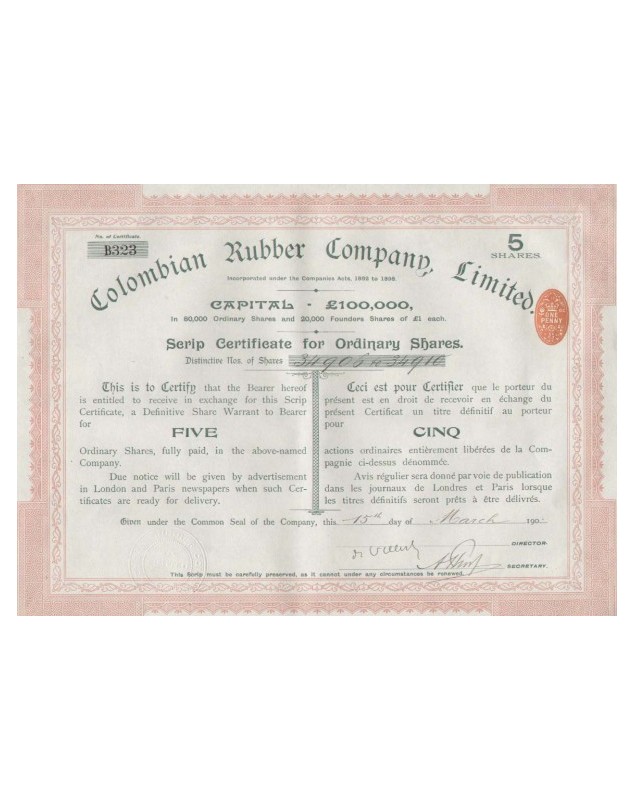 No. of Certificate
B323
5
SHARES.
Colombian Rubber Company, Limited.
Incorporated under the Companies Acts, 1862 to 1898.
CAPITAL - £100,000,
In 80,000 Ordinary Shares and 20,000 Founders Shares of £1 each.
ONE
PENNY
Scrip Certificate for Ordinary Shares.
Distinctive Nos. of Shares 34906 a 34910
This is to Certify that the Bearer hereof
is entitled to receive in exchange for this Scrip
Certificate, a Definitive Share Warrant to Bearer
for
FIVE
Ordinary Shares, fully paid, in the above-named
Company.
Due notice will be given by advertisement
in London and Paris newspapers when such Cer-
tificates are ready for delivery.
Ceci est pour Certifier que le porteur du
présent est en droit de recevoir en échange du
présent Certificat un titre définitif au porteur
pour
CINQ
actions ordinaires entièrement libérées de la Com-
pagnie ci-dessus dénommée.
Avis régulier sera donné par voie de publication
dans les journaux de Londres et Paris lorsque
les titres définitifs seront prêts à être délivrés.
Given under the Common Seal of the Company, this 15th day of March 190
DIRECTOR
SECRETARY.
This Scrip must be carefully preserved, as it cannot under any circumstances be renewed.